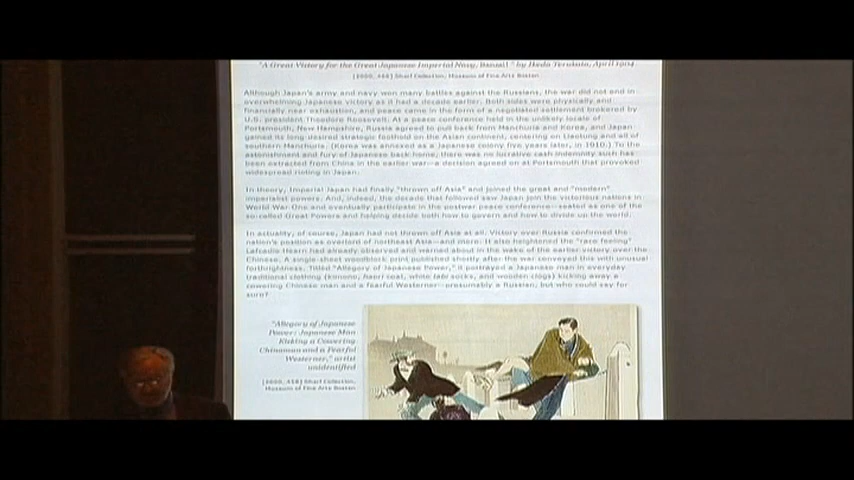 "A Great Victory for the Great Japanese Imperial Navy, Banzai! " by Ikeda Terukata, April 1904
[2000_468] Sharf Collection, Museum of Fine Arts Boston
Although Japan's army and navy won many battles against the Russians, the war did not end in
overwhelming Japanese victory as it had a decade earlier. Both sides were physically and
financially near exhaustion, and peace came in the form of a negotiated settlement brokered by
U.S. president Theodore Roosevelt. At a peace conference held in the unlikely locale of
Portsmouth, New Hampshire, Russia agreed to pull back from Manchuria and Korea, and Japan
gained its long-desired strategic foothold on the Asian continent, centering on Liaotung and all of
southern Manchuria. (Korea was annexed as a Japanese colony five years later, in 1910.) To the
astonishment and fury of Japanese back home, there was no lucrative cash indemnity such has
been extracted from China in the earlier war—a decision agreed on at Portsmouth that provoked
widespread rioting in Japan.
In theory, Imperial Japan had finally "thrown off Asia" and joined the great and "modern"
imperialist powers. And, indeed, the decade that followed saw Japan join the victorious nations in
World War One and eventually participate in the postwar peace conference—seated as one of the
so-called Great Powers and helping decide both how to govern and how to divide up the world.
In actuality, of course, Japan had not thrown off Asia at all. Victory over Russia confirmed the
nation's position as overlord of northeast Asia—and more. It also heightened the "race feeling"
Lafcadio Hearn had already observed and warned about in the wake of the earlier victory over the
Chinese. A single-sheet woodblock print published shortly after the war conveyed this with unusual
forthrightness. Titled "Allegory of Japanese Power," it portrayed a Japanese man in everyday
traditional clothing (kimono, haori coat, white tabi socks, and wooden clogs) kicking away a
cowering Chinese man and a fearful Westerner—presumably a Russian, but who could say for
sure?
"Allegory of Japanese
Power: Japanese Man
Kicking a Cowering
Chinaman and a Fearful
Westerner," artist
unidentified
Sharf Collection,
Museum of Fine Arts Boston